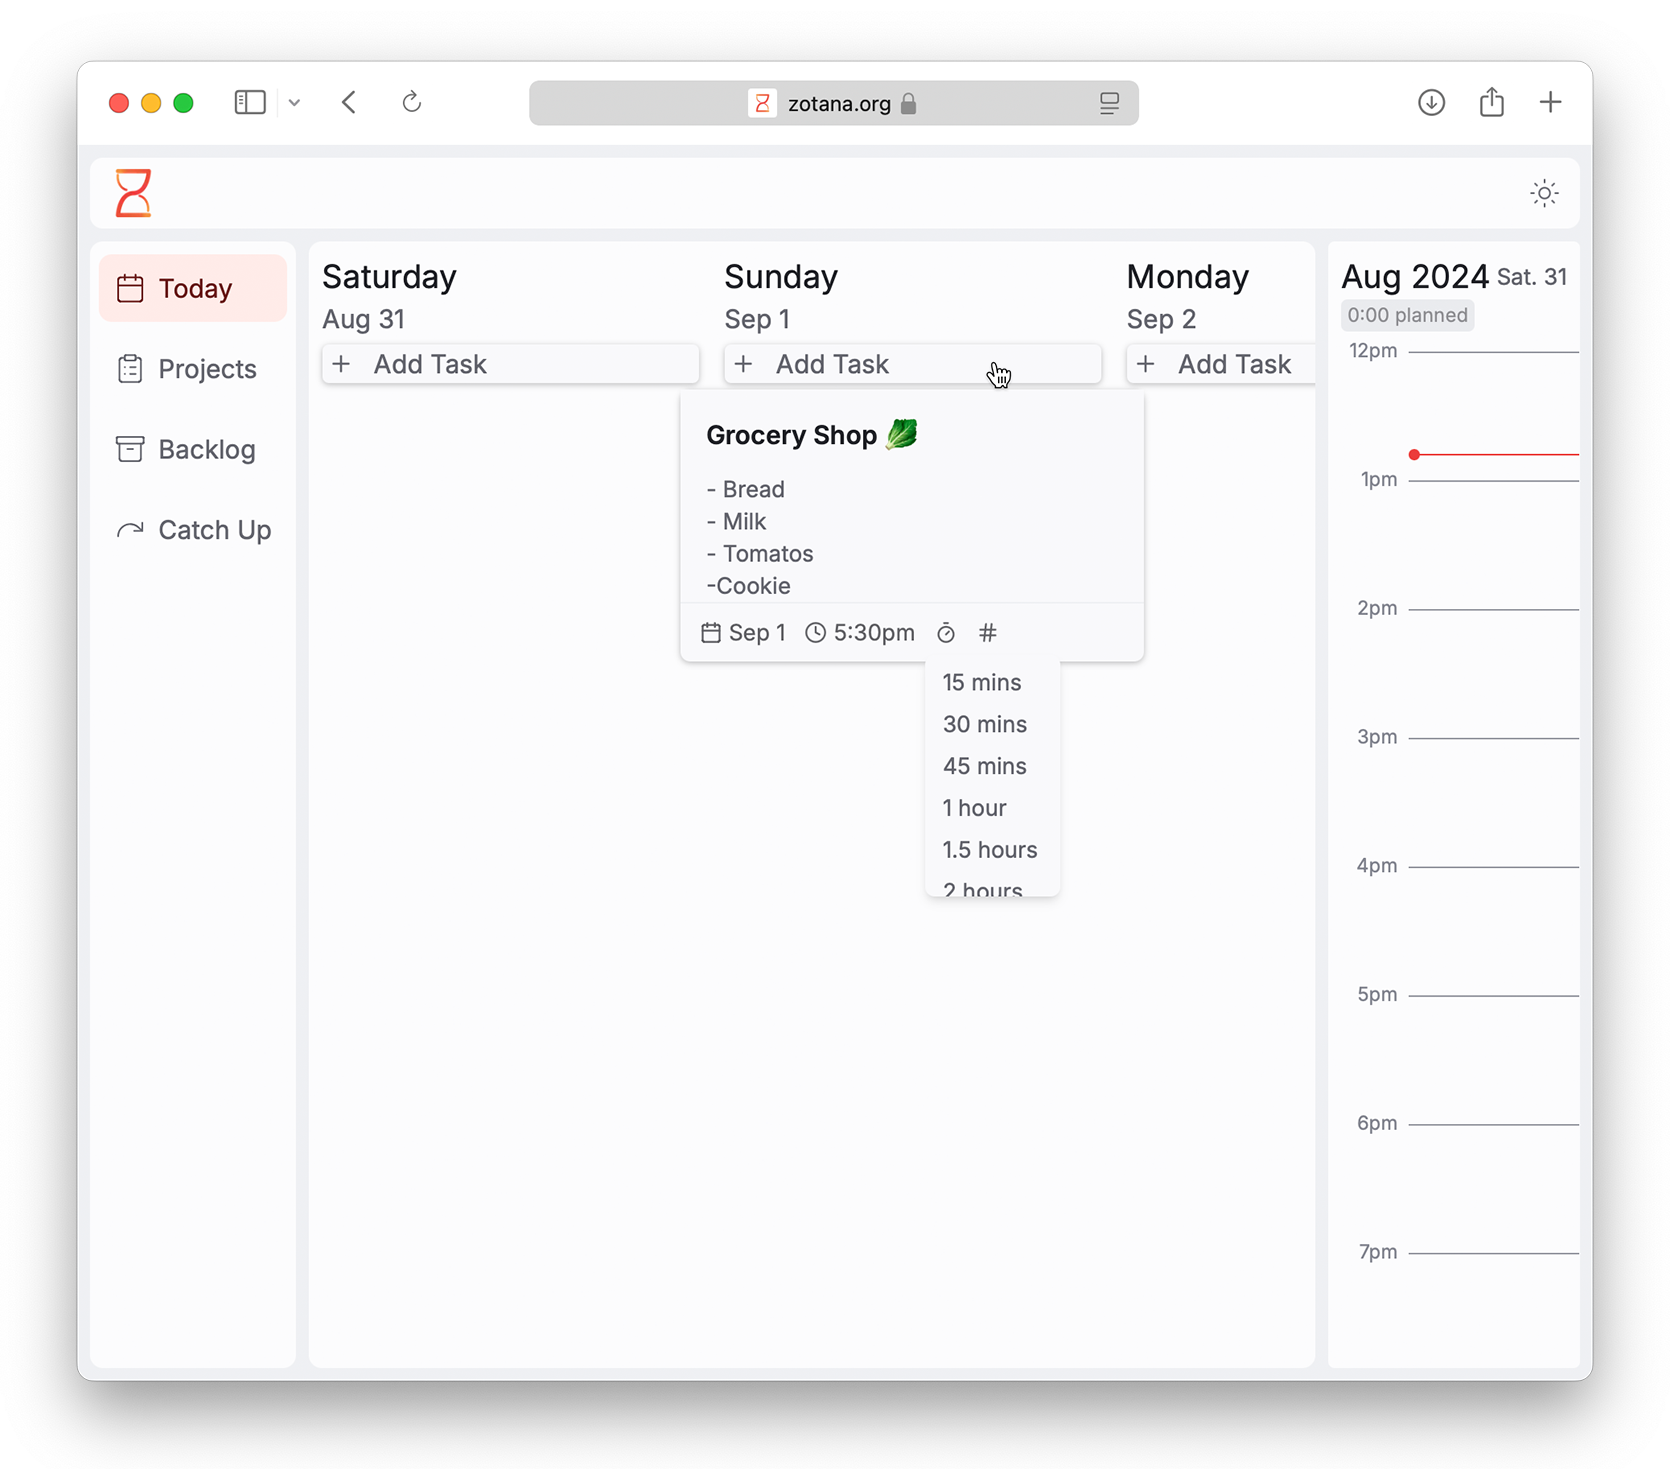 zotana.org
Today
Projects
Backlog
Catch Up
Saturday
Aug 31
+ Add Task
Sunday
Sep 1
+ Add Task
Monday
Sep 2
+ Add Task
Grocery Shop 🥬
- Bread
- Milk
- Tomatos
-Cookie
Sep 1 5:30pm #
15 mins
30 mins
45 mins
1 hour
1.5 hours
2 hours
Aug 2024 Sat. 31
0:00 planned
12pm
1pm
2pm
3pm
4pm
5pm
6pm
7pm